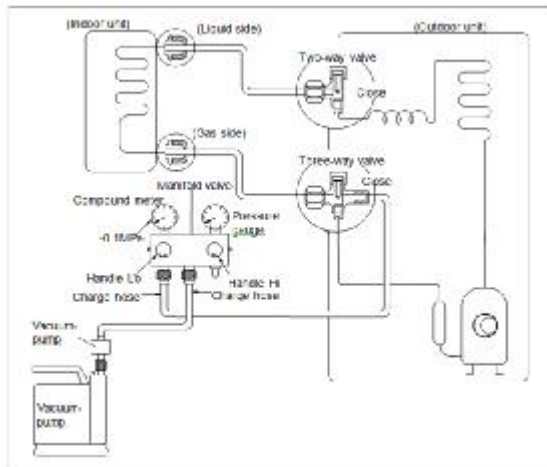 (Indoor unit)
(Liquid side)
(Outdoor unit)
Two-way valve
Close
(Gas side)
Three-way valve
Close
Manifold valve
Compound meter
Pressure
gauge
Handle Lo
Handle Hi
Charge hose
Charge hose
Vacuum-
pump
Vacuum-
pump